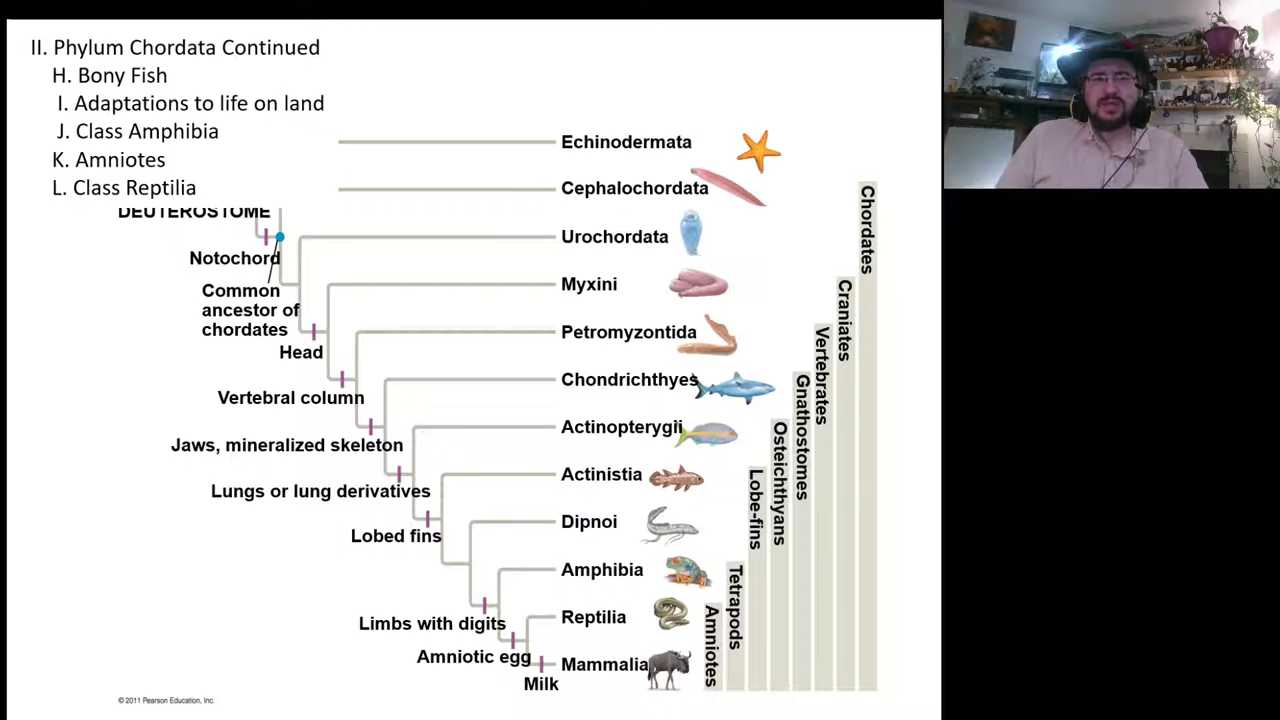 II. Phylum Chordata Continued
H. Bony Fish
I. Adaptations to life on land
J. Class Amphibia
K. Amniotes
L. Class Reptilia
DEUTEROSTOME
Notochord
Common
ancestor of
chordates
Head
Vertebral column
Jaws, mineralized skeleton
Lungs or lung derivatives
Lobed fins
Limbs with digits
Amniotic egg
Milk
Echinodermata
Cephalochordata
Urochordata
Myxini
Petromyzontida
Chondrichthyes
Actinopterygii
Actinistia
Dipnoi
Amphibia
Reptilia
Mammalia
Chordates
Craniates
Vertebrates
Gnathostomes
Osteichthyans
Lobe-fins
Tetrapods
Amniotes
© 2011 Pearson Education, Inc.